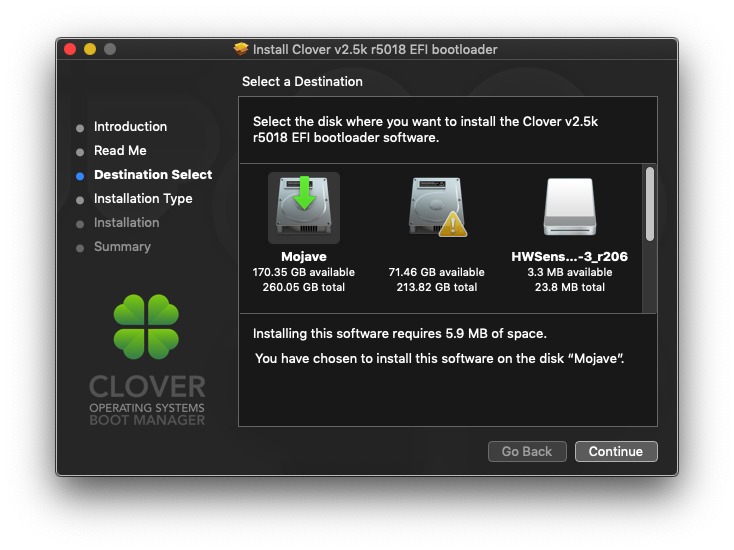 Install Clover v2.5k r5018 EFI bootloader
Select a Destination
Introduction
Read Me
Destination Select
Installation Type
Installation
Summary
CLOVER
OPERATING SYSTEMS
BOOT MANAGER
Select the disk where you want to install the Clover v2.5k
r5018 EFI bootloader software.
Mojave
170.35 GB available
260.05 GB total
71.46 GB available
213.82 GB total
HWSens...-3_r206
3.3 MB available
23.8 MB total
Installing this software requires 5.9 MB of space.
You have chosen to install this software on the disk “Mojave”.
Go Back
Continue